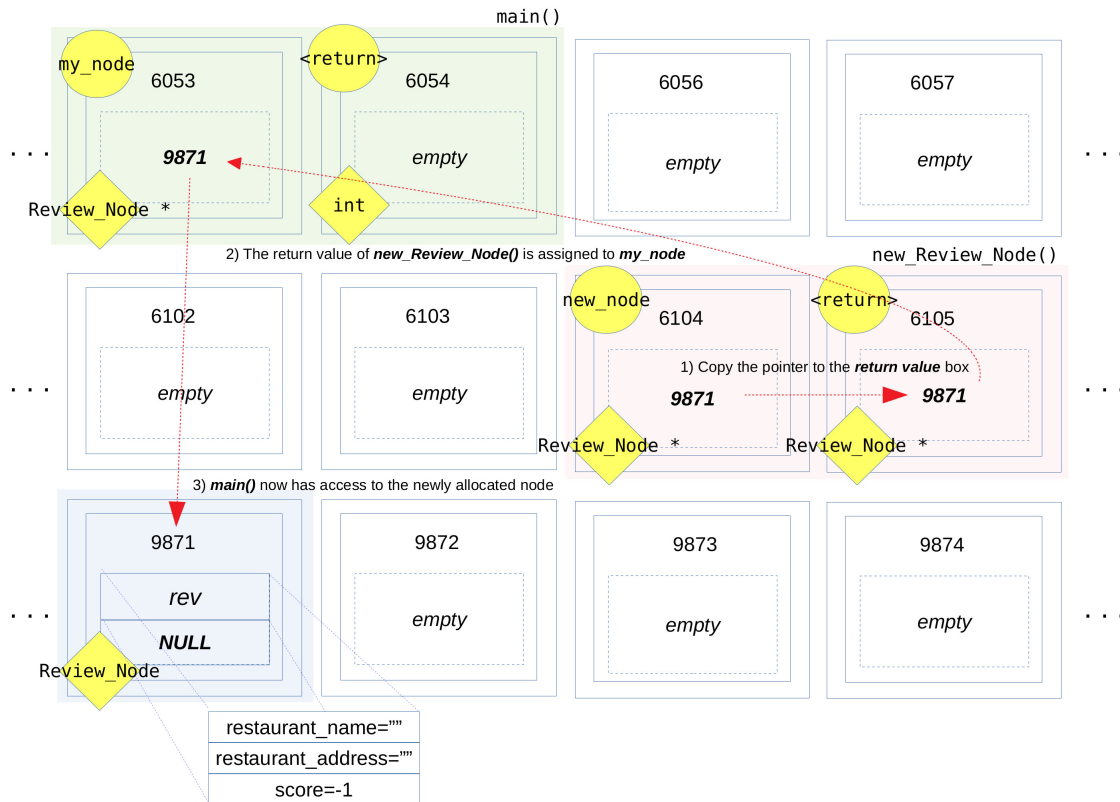 main()
my_node
<return>
6053
6054
6056
6057
...
9871
empty
empty
empty
...
Review_Node *
int
2) The return value of new_Review_Node() is assigned to my_node
new_Review_Node()
new_node
<return>
6102
6103
6104
6105
1) Copy the pointer to the return value box
...
empty
empty
9871
9871
...
Review_Node *
Review_Node *
3) main() now has access to the newly allocated node
9871
9872
9873
9874
...
rev
NULL
empty
empty
empty
...
Review_Node
restaurant_name=””
restaurant_address=””
score=-1